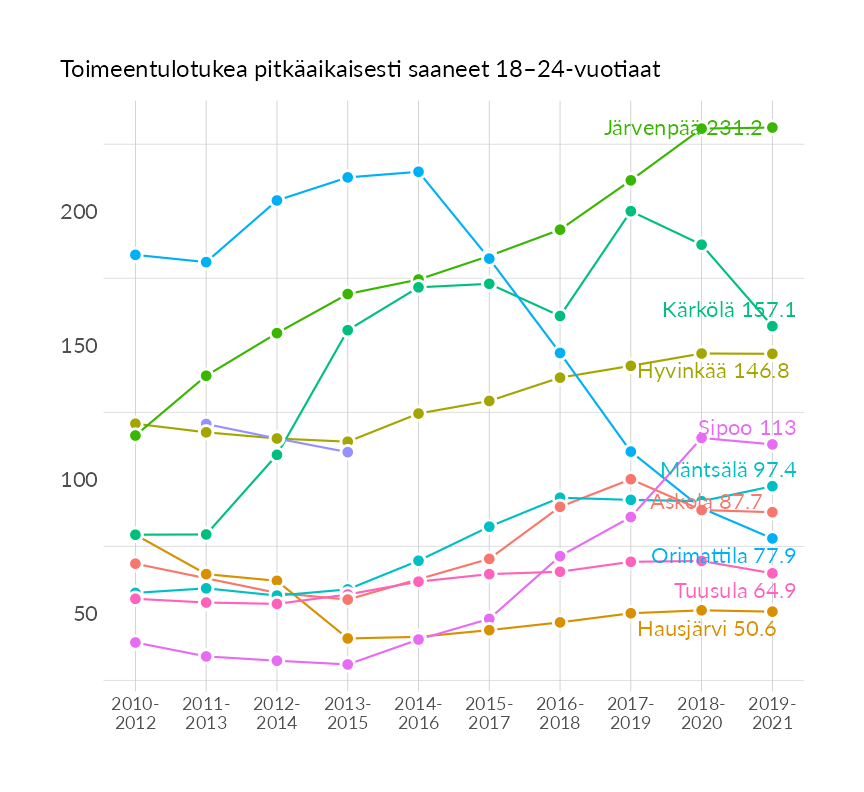 Toimeentulotukea pitkäaikaisesti saaneet 18–24-vuotiaat
Järvenpää 231.2
200
Kärkölä 157.1
150
Hyvinkää 146.8
Sipoo 113
Mäntsälä 97.4
100
Askola 87.7
Orimattila 77.9
Tuusula 64.9
50
Hausjärvi 50.6
2010- 2011- 2012- 2013- 2014- 2015- 2016- 2017- 2018- 2019-
2012 2013 2014 2015 2016 2017 2018 2019 2020 2021